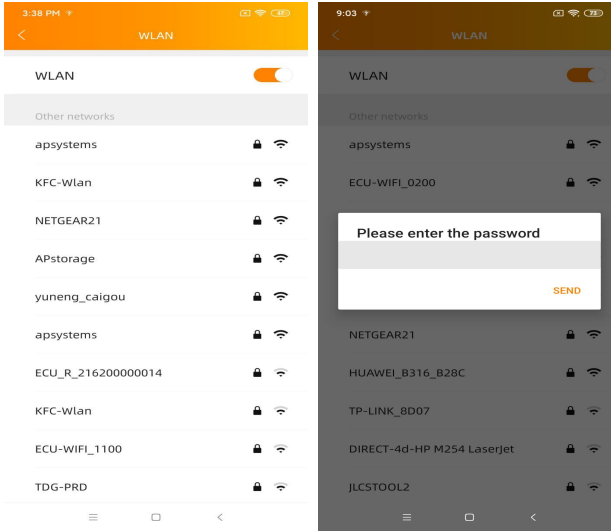 3:38 PM
WLAN
WLAN
Other networks
apsystems
KFC-Wlan
NETGEAR21
APstorage
yuneng_caigou
apsystems
ECU_R_216200000014
KFC-Wlan
ECU-WIFI_1100
TDG-PRD
9:03
73
WLAN
WLAN
Other networks
apsystems
ECU-WIFI_0200
Please enter the password
SEND
NETGEAR21
HUAWEI_B316_B28C
TP-LINK_8D07
DIRECT-4d-HP M254 LaserJet
JLCSTOOL2